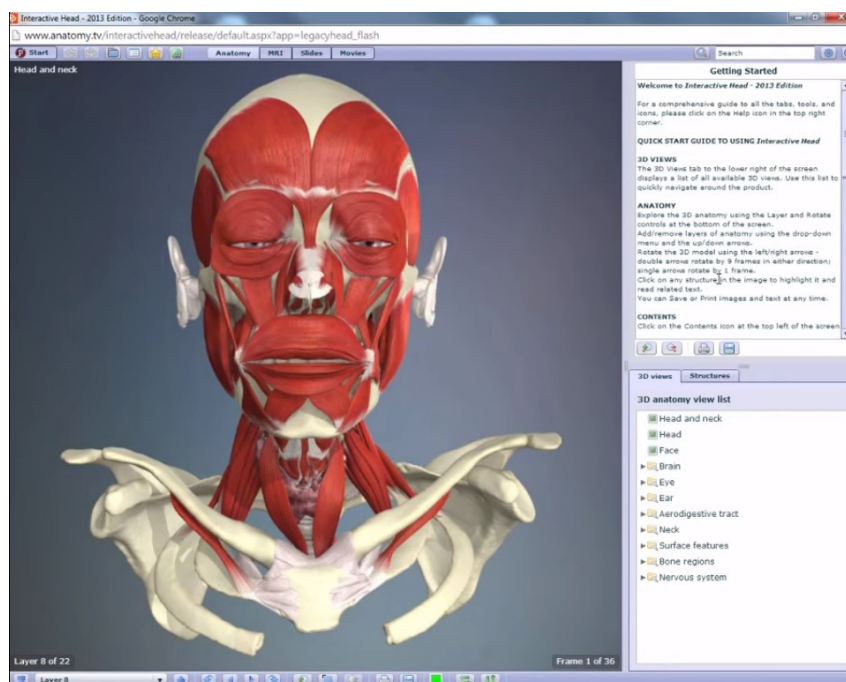 Interactive Head - 2013 Edition - Google Chrome
www.anatomy.tv/interactivehead/release/default.aspx?app=legacyhead_flash
Start Anatomy MRI Slides Movies Search
Head and neck
Getting Started
Welcome to Interactive Head - 2013 Edition
For a comprehensive guide to all the tabs, tools, and
icons, please click on the Help icon in the top right
corner.
QUICK START GUIDE TO USING Interactive Head
3D VIEWS
The 3D Views tab to the lower right of the screen
displays a list of all available 3D views. Use this list to
quickly navigate around the product.
ANATOMY
Explore the 3D anatomy using the Layer and Rotate
controls at the bottom of the screen.
Add/remove layers of anatomy using the drop-down
menu and the up/down arrows.
Rotate the 3D model using the left/right arrows -
double arrows rotate by 9 frames in either direction;
single arrows rotate by 1 frame.
Click on any structure in the image to highlight it and
read related text.
You can Save or Print images and text at any time.
CONTENTS
Click on the Contents icon at the top left of the screen
3D views Structures
3D anatomy view list
Head and neck
Head
Face
Brain
Eye
Ear
Aerodigestive tract
Neck
Surface features
Bone regions
Nervous system
Layer 8 of 22
Frame 1 of 36
Layer 8